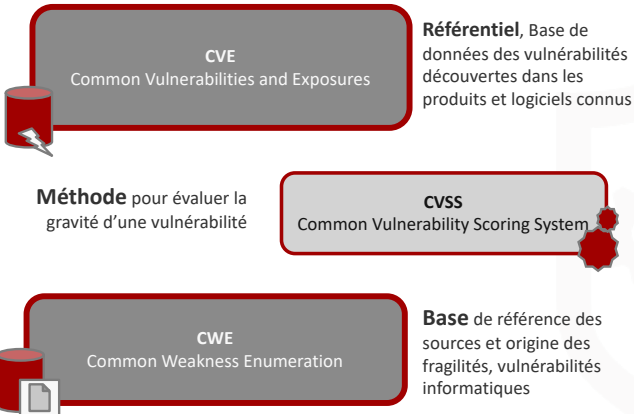 CVE
Common Vulnerabilities and Exposures
Référentiel, Base de
données des vulnérabilités
découvertes dans les
produits et logiciels connus
Méthode pour évaluer la
gravité d’une vulnérabilité
CVSS
Common Vulnerability Scoring System
CWE
Common Weakness Enumeration
Base de référence des
sources et origine des
fragilités, vulnérabilités
informatiques